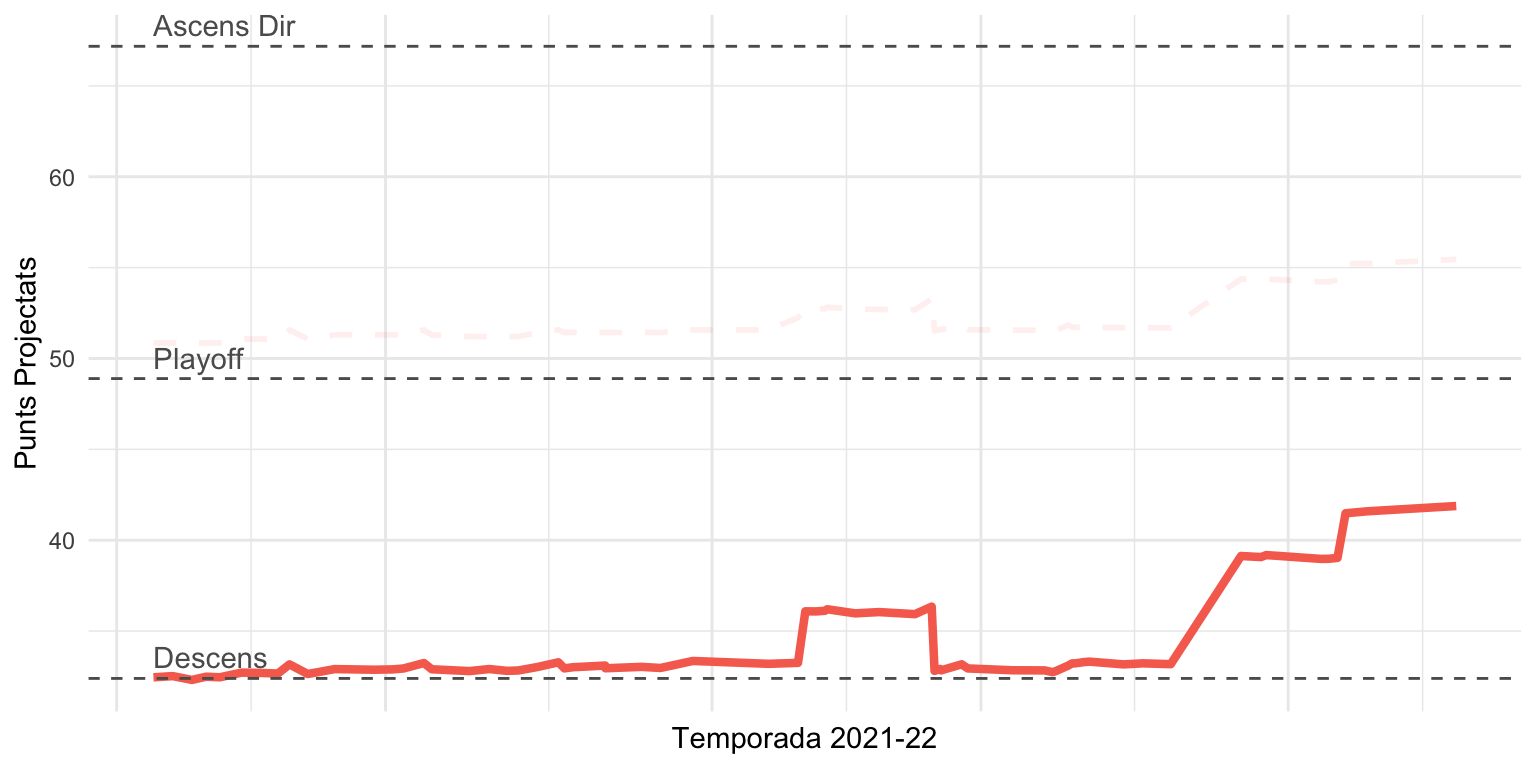 Ascens Dir
60
50
40
Playoff
Descens
Punts Projectats
Temporada 2021-22